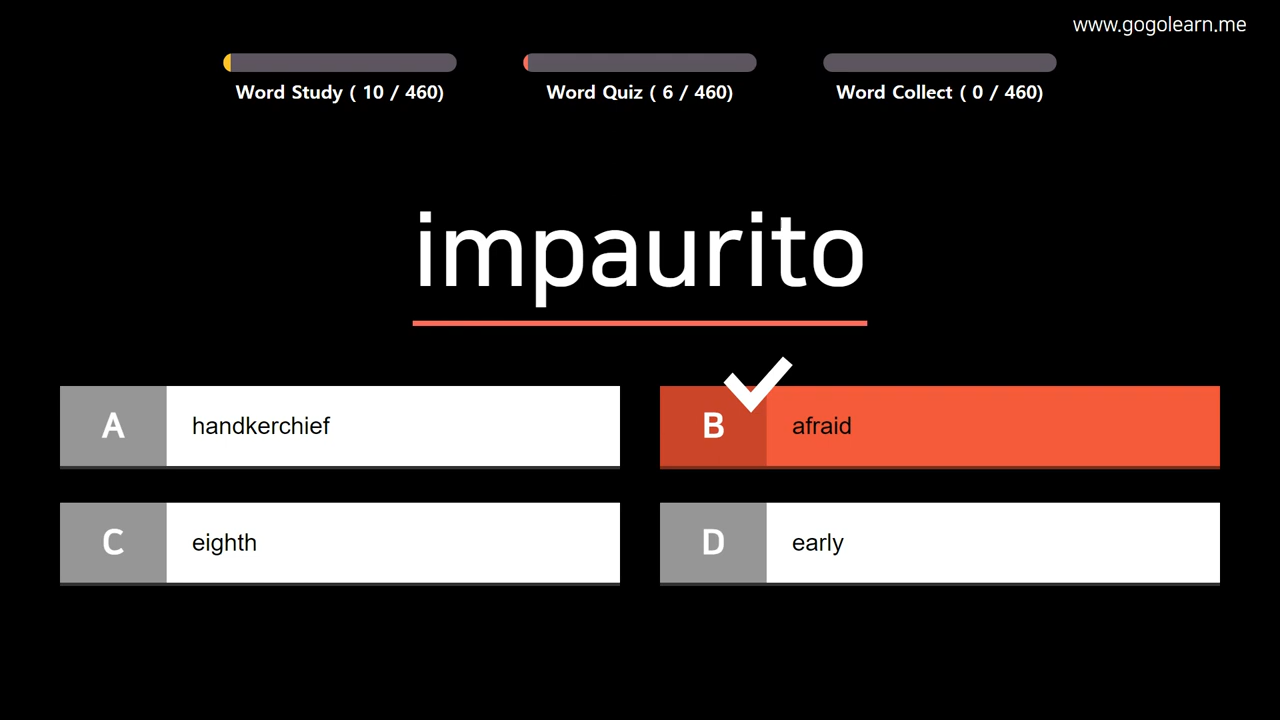 www.gogolearn.me
Word Study ( 10 / 460)
Word Quiz ( 6 / 460)
Word Collect ( 0 / 460)
impaurito
A handkerchief
B afraid
C eighth
D early